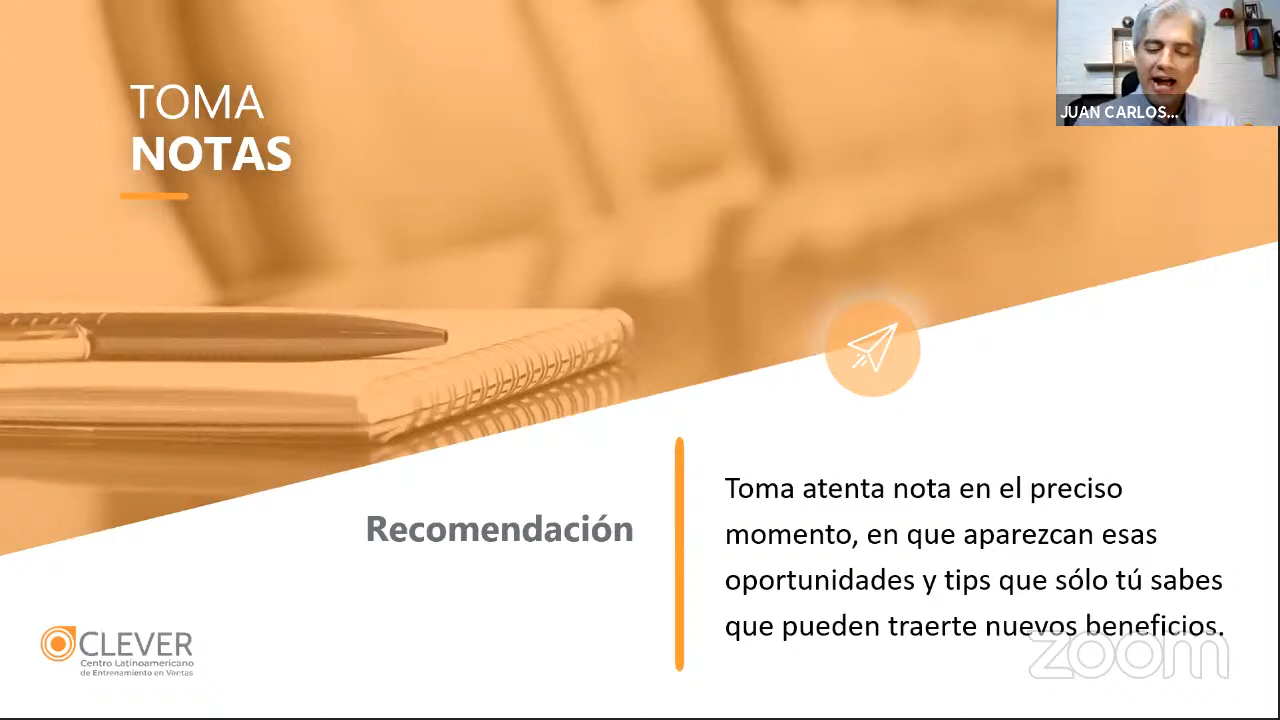 TOMA
NOTAS
JUAN CARLOS...
Recomendación
Toma atenta nota en el preciso
momento, en que aparezcan esas
oportunidades y tips que sólo tú sabes
que pueden traerte nuevos beneficios.
CLEVER
Centro Latinoamericano
de Entrenamiento en Ventas
zoom